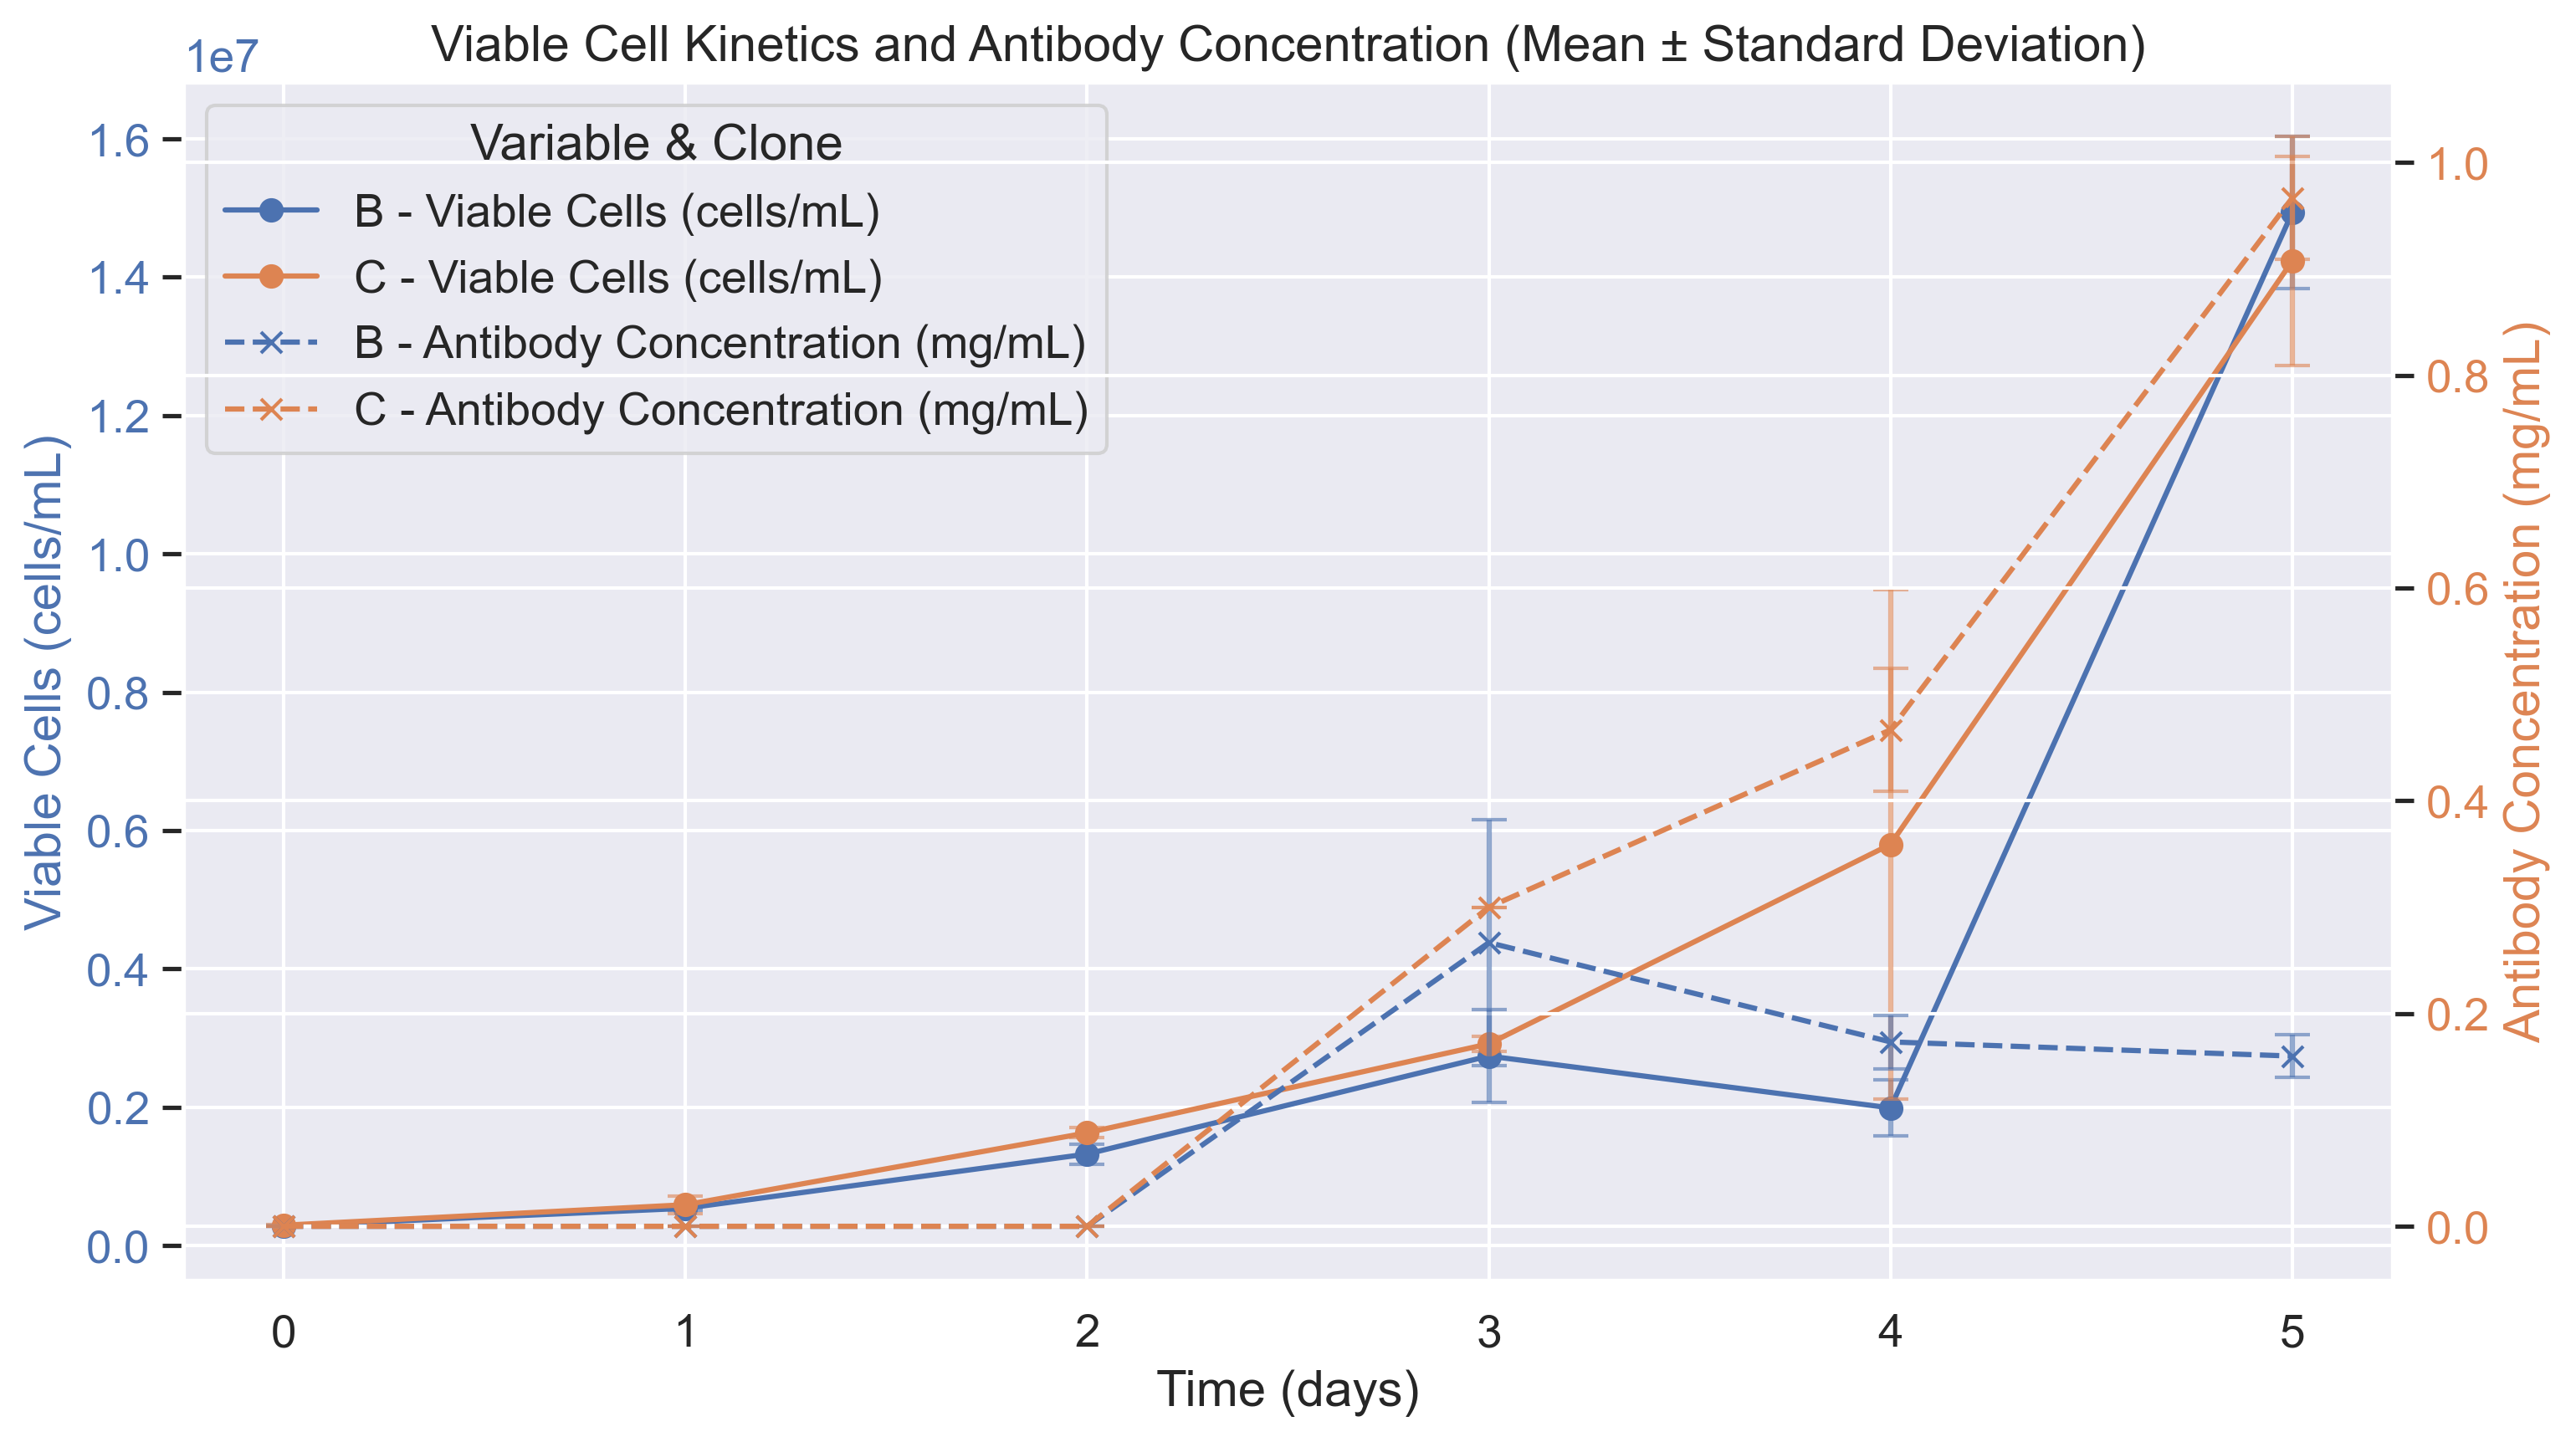 Viable Cell Kinetics and Antibody Concentration (Mean ± Standard Deviation)
1e7
Variable & Clone
B - Viable Cells (cells/mL)
C - Viable Cells (cells/mL)
B - Antibody Concentration (mg/mL)
C - Antibody Concentration (mg/mL)
Viable Cells (cells/mL)
1.6
1.4
1.2
1.0
0.8
0.6
0.4
0.2
0.0
1.0
0.8
0.6
0.4
0.2
0.0
Antibody Concentration (mg/mL)
0 1 2 3 4 5
Time (days)